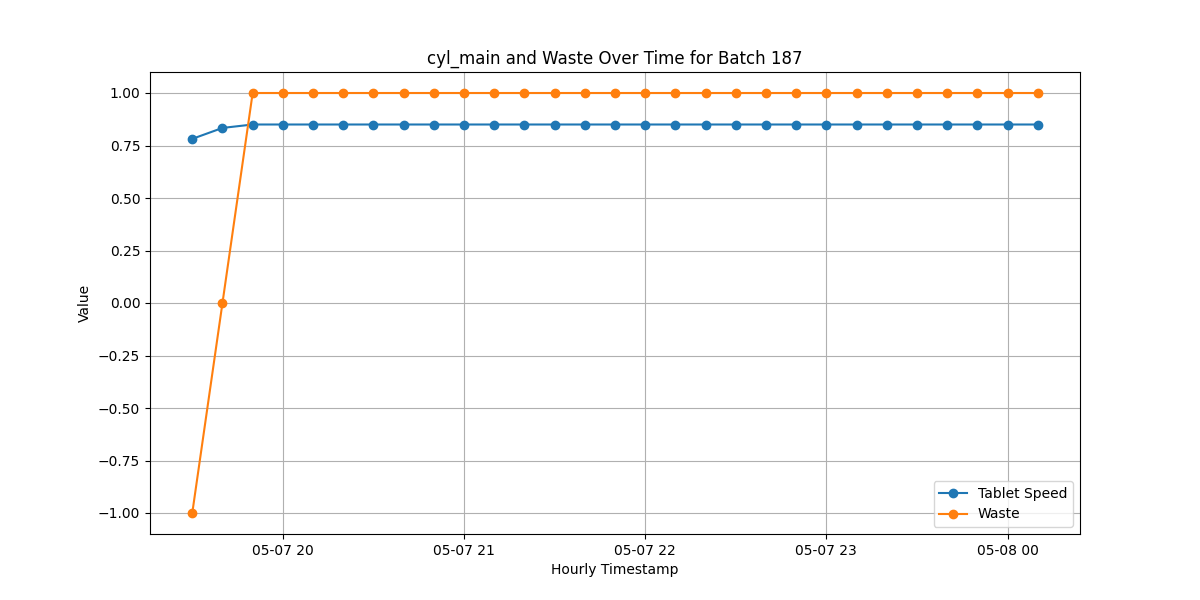 cyl_main and Waste Over Time for Batch 187
Value
1.00
0.75
0.50
0.25
0.00
−0.25
−0.50
−0.75
−1.00
Tablet Speed
Waste
05-07 20
05-07 21
05-07 22
05-07 23
05-08 00
Hourly Timestamp